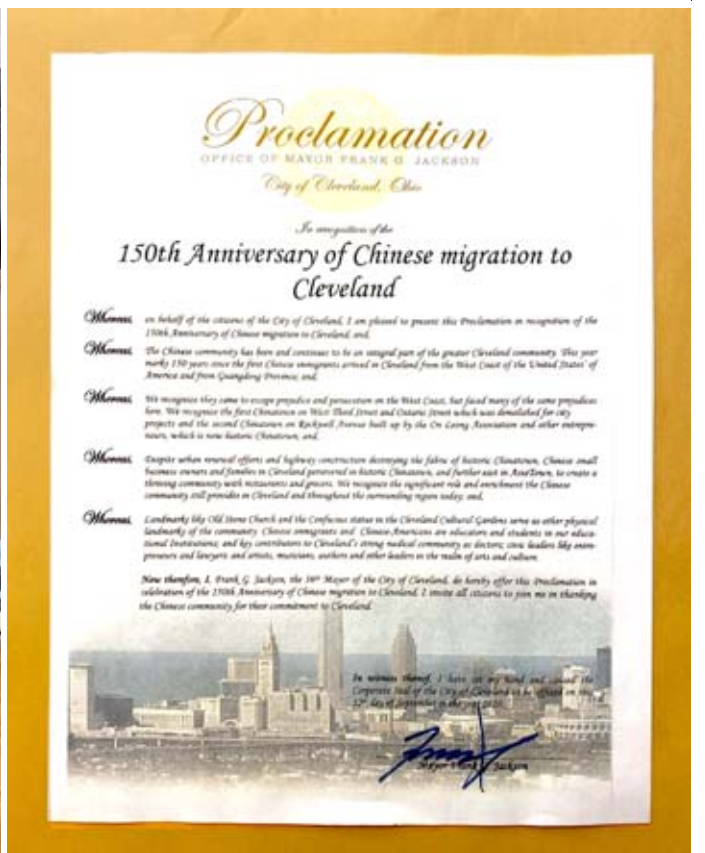 Proclamation
OFFICE OF MAYOR FRANK G. JACKSON
City of Cleveland, Ohio
In recognition of the
150th Anniversary of Chinese migration to
Cleveland
Whereas, on behalf of the citizens of the City of Cleveland, I am pleased to present this Proclamation in recognition of the
150th Anniversary of Chinese migration to Cleveland, and,
Whereas, The Chinese community has been and continues to be an integral part of the greater Cleveland community. This year
marks 150 years since the first Chinese immigrants arrived in Cleveland from the West Coast of the United States of
America and from Guangdong Province; and,
Whereas, We recognize they came to escape prejudice and persecution on the West Coast, but faced many of the same prejudices
here. We recognize the first Chinatown on West Third Street and Ontario Street which was demolished for city
projects and the second Chinatown on Rockwell Avenue built up by the On Leong Association and other entrepre-
neurs, which is now historic Chinatown; and,
Whereas, Despite urban renewal efforts and highway construction destroying the fabric of historic Chinatown, Chinese small
business owners and families in Cleveland persevered in historic Chinatown, and further east in AsiaTown, to create a
thriving community with restaurants and grocers. We recognize the significant role and enrichment the Chinese
community still provides in Cleveland and throughout the surrounding region today; and,
Whereas, Landmarks like Old Stone Church and the Confucius statue in the Cleveland Cultural Gardens serve as other physical
landmarks of the community. Chinese immigrants and Chinese-Americans are educators and students in our educa-
tional Institutions; and key contributors to Cleveland's strong medical community as doctors; civic leaders like entre-
preneurs and lawyers; and artists, musicians, authors and other leaders in the realm of arts and culture.
Now therefore, I, Frank G. Jackson, the 56th Mayor of the City of Cleveland, do hereby offer this Proclamation in
celebration of the 150th Anniversary of Chinese migration to Cleveland. I invite all citizens to join me in thanking
the Chinese community for their commitment to Cleveland.
In witness thereof, I have set my hand and caused the
Corporate Seal of the City of Cleveland to be affixed on this
12th day of September in the year
Mayor Frank G. Jackson